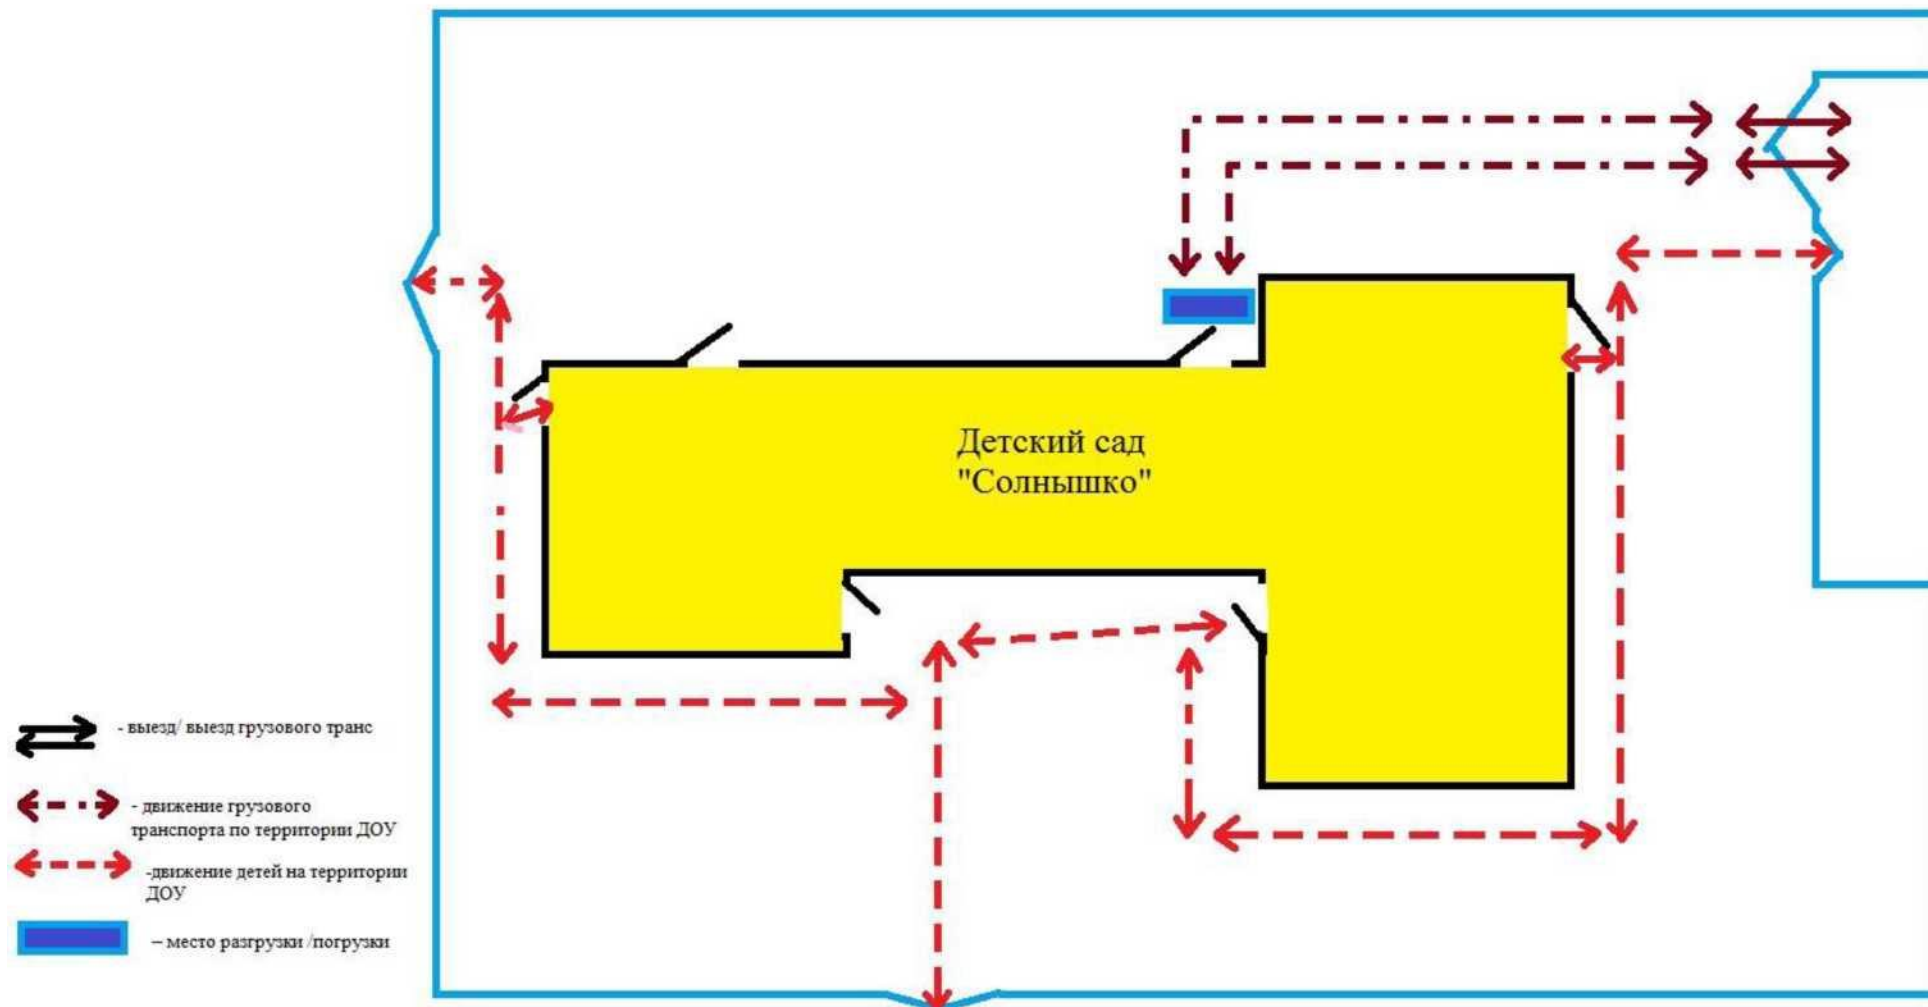 Детский сад
"Солнышко"
- выезд/ выезд грузового транс
- движение грузового
транспорта по территории ДОУ
-движение детей на территории
ДОУ
– место разгрузки /погрузки